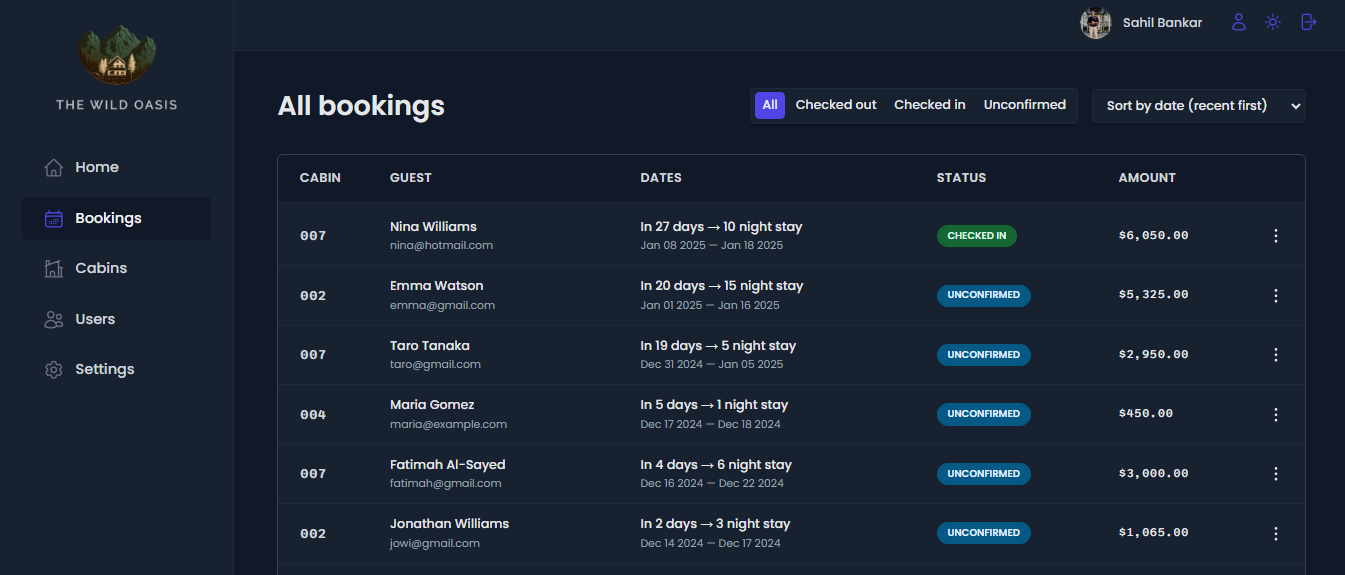 THE WILD OASIS
Home
Bookings
Cabins
Users
Settings
Sahil Bankar
All bookings
All Checked out Checked in Unconfirmed
Sort by date (recent first)
CABIN GUEST DATES STATUS AMOUNT
007 Nina Williams In 27 days → 10 night stay CHECKED IN $6,050.00
nina@hotmail.com Jan 08 2025 — Jan 18 2025
002 Emma Watson In 20 days → 15 night stay UNCONFIRMED $5,325.00
emma@gmail.com Jan 01 2025 — Jan 16 2025
007 Taro Tanaka In 19 days → 5 night stay UNCONFIRMED $2,950.00
taro@gmail.com Dec 31 2024 — Jan 05 2025
004 Maria Gomez In 5 days → 1 night stay UNCONFIRMED $450.00
maria@example.com Dec 17 2024 — Dec 18 2024
007 Fatimah Al-Sayed In 4 days → 6 night stay UNCONFIRMED $3,000.00
fatimah@gmail.com Dec 16 2024 — Dec 22 2024
002 Jonathan Williams In 2 days → 3 night stay UNCONFIRMED $1,065.00
jowi@gmail.com Dec 14 2024 — Dec 17 2024